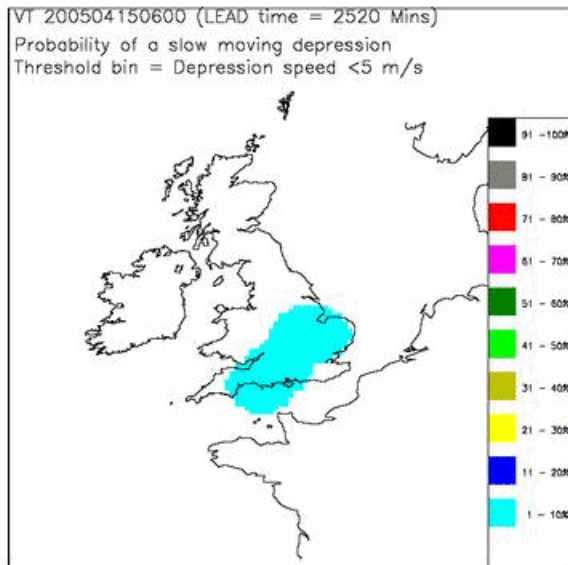 VT 200504150600 (LEAD time = 2520 Mins)
Probability of a slow moving depression
Threshold bin = Depression speed <5 m/s
91 -100%
81 - 90%
71 - 80%
61 - 70%
51 - 60%
41 - 50%
31 - 40%
21 - 30%
11 - 20%
1 - 10%